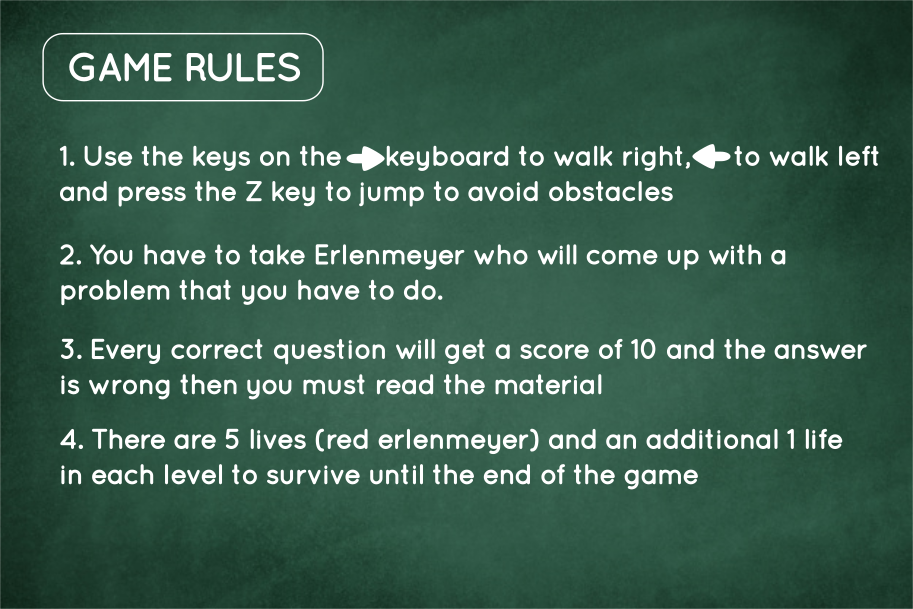 GAME RULES
1. Use the keys on the ➡ keyboard to walk right, ⬅ to walk left
and press the Z key to jump to avoid obstacles
2. You have to take Erlenmeyer who will come up with a
problem that you have to do.
3. Every correct question will get a score of 10 and the answer
is wrong then you must read the material
4. There are 5 lives (red erlenmeyer) and an additional 1 life
in each level to survive until the end of the game